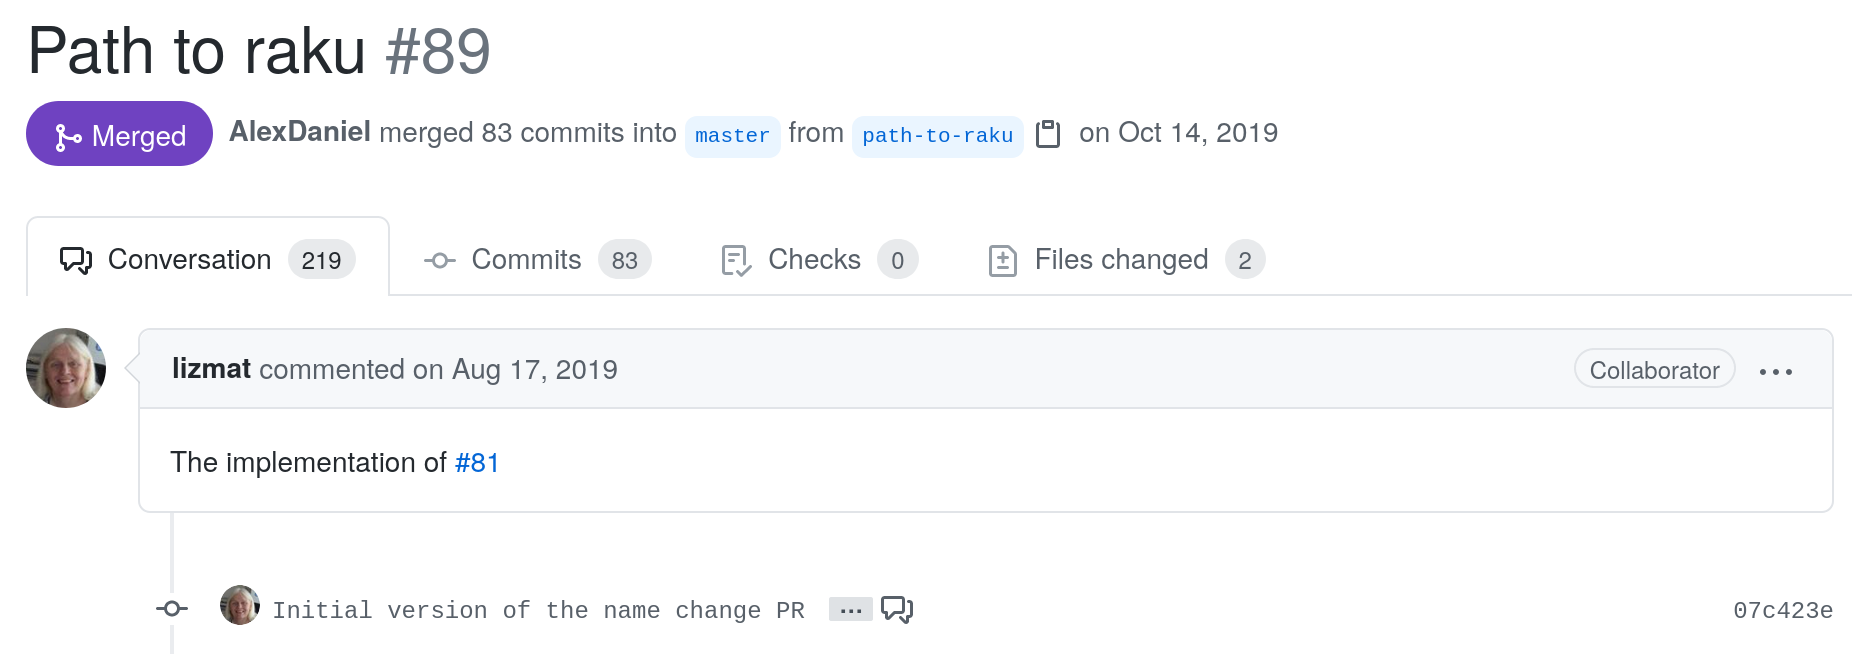 Path to raku #89
Merged AlexDaniel merged 83 commits into master from path-to-raku on Oct 14, 2019
Conversation 219 Commits 83 Checks 0 Files changed 2
lizmat commented on Aug 17, 2019 Collaborator ...
The implementation of #81
Initial version of the name change PR ... 07c423e